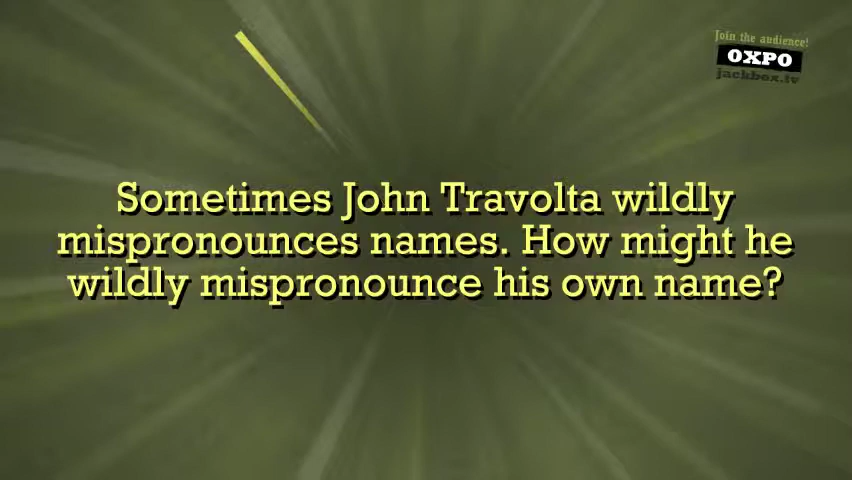 Join the audience!
OXPO
jackbox.tv
Sometimes John Travolta wildly
mispronounces names. How might he
wildly mispronounce his own name?